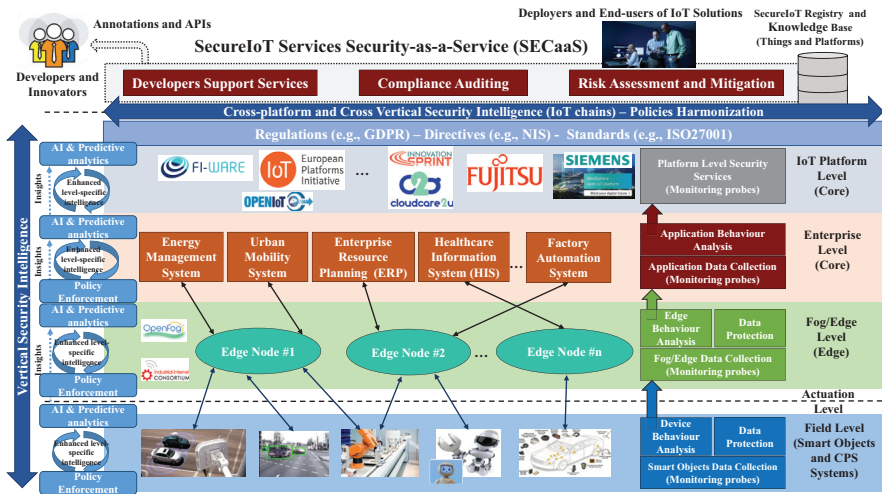 Annotations and APIs
Developers and
Innovators
SecureIoT Services Security-as-a-Service (SECaaS)
Deployers and End-users of IoT Solutions
SecureIoT Registry and
Knowledge Base
(Things and Platforms)
Developers Support Services
Compliance Auditing
Risk Assessment and Mitigation
Cross-platform and Cross Vertical Security Intelligence (IoT chains) – Policies Harmonization
Regulations (e.g., GDPR) – Directives (e.g., NIS) - Standards (e.g., ISO27001)
Vertical Security Intelligence
AI & Predictive
analytics
Insights
Enhanced
level-specific
intelligence
FI-WARE
IoT
European
Platforms
Initiative
OPENIoT
...
INNOVATION
SPRINT
cloudcare2u
FUJITSU
SIEMENS
Platform Level Security
Services
(Monitoring probes)
IoT Platform
Level
(Core)
AI & Predictive
analytics
Insights
Enhanced
level-specific
intelligence
Policy
Enforcement
Energy
Management
System
Urban
Mobility
System
Enterprise
Resource
Planning (ERP)
Healthcare
Information
System (HIS)
...
Factory
Automation
System
Application Behaviour
Analysis
Application Data Collection
(Monitoring probes)
Enterprise
Level
(Core)
AI & Predictive
analytics
Insights
Enhanced level-
specific
intelligence
Policy
Enforcement
OpenFog
industrial internet
CONSORTIUM
Edge Node #1
Edge Node #2
...
Edge Node #n
Edge
Behaviour
Analysis
Data
Protection
Fog/Edge Data Collection
(Monitoring probes)
Fog/Edge
Level
(Edge)
Actuation
Level
AI & Predictive
analytics
Enhanced level-
specific
intelligence
Policy
Enforcement
Device
Behaviour
Analysis
Data
Protection
Smart Objects Data Collection
(Monitoring probes)
Field Level
(Smart Objects
and CPS
Systems)